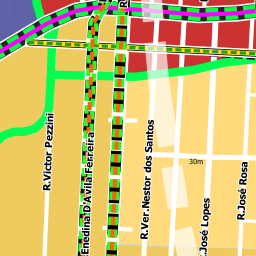 R.Victor Pezzini
Enedina D'Avila Ferreira
R.Ver.Nestor dos Santos
30m
José Lopes
R.José Rosa